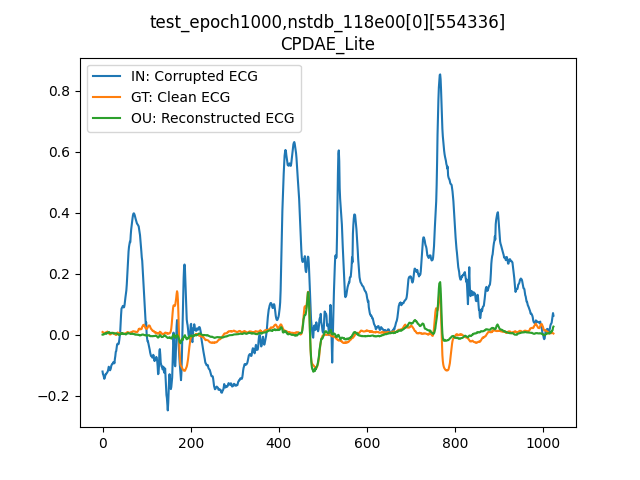 test_epoch1000,nstdb_118e00[0][554336]
CPDAE_Lite
IN: Corrupted ECG
GT: Clean ECG
OU: Reconstructed ECG
0.8
0.6
0.4
0.2
0.0
−0.2
0 200 400 600 800 1000